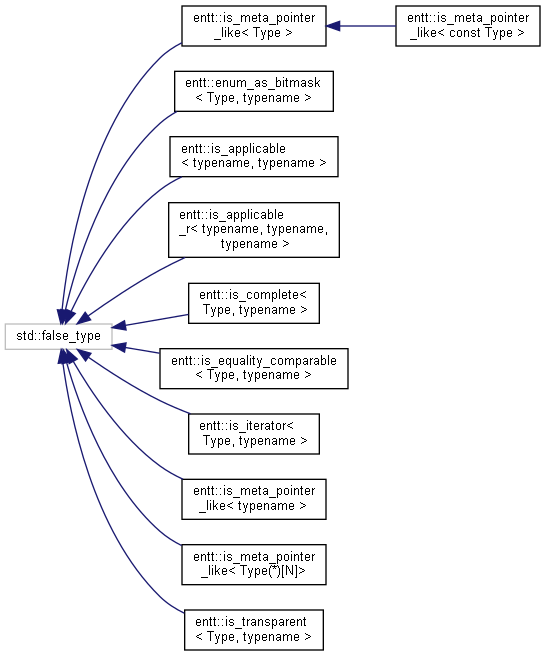 entt::is_meta_pointer
_like< Type >
entt::is_meta_pointer
_like< const Type >
entt::enum_as_bitmask
< Type, typename >
entt::is_applicable
< typename, typename >
entt::is_applicable
_r< typename, typename,
typename >
entt::is_complete<
Type, typename >
std::false_type
entt::is_equality_comparable
< Type, typename >
entt::is_iterator<
Type, typename >
entt::is_meta_pointer
_like< typename >
entt::is_meta_pointer
_like< Type(*)[N]>
entt::is_transparent
< Type, typename >